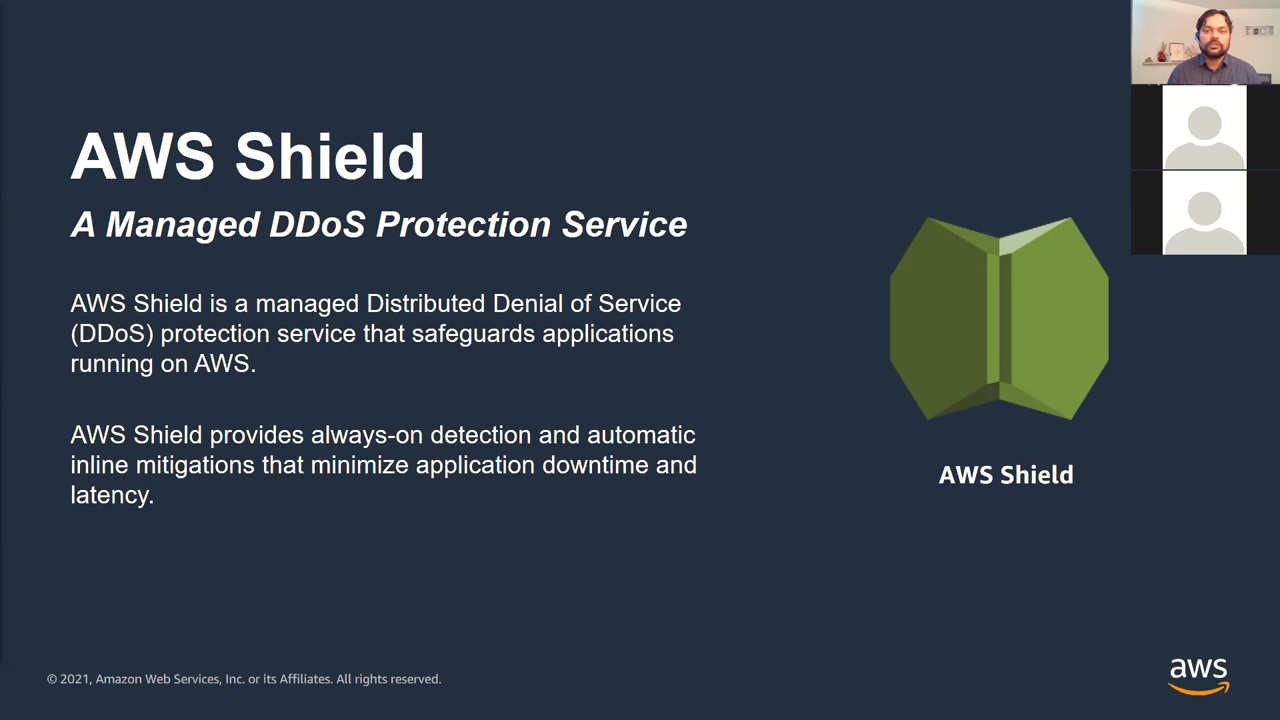 AWS Shield
A Managed DDoS Protection Service
AWS Shield is a managed Distributed Denial of Service
(DDoS) protection service that safeguards applications
running on AWS.
AWS Shield provides always-on detection and automatic
inline mitigations that minimize application downtime and
latency.
AWS Shield
© 2021, Amazon Web Services, Inc. or its Affiliates. All rights reserved.
aws